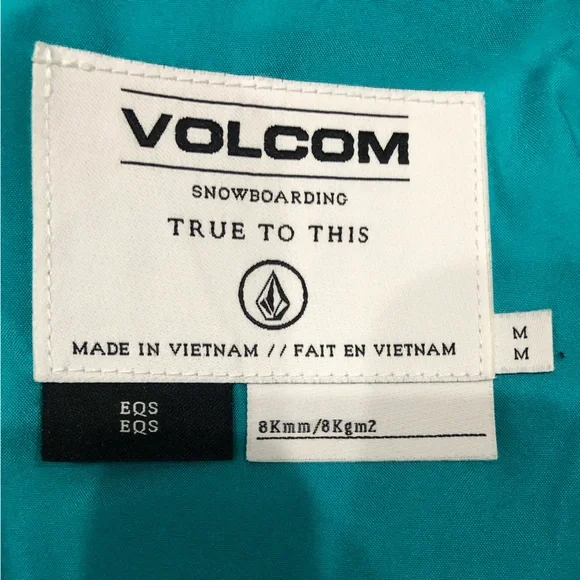 VOLCOM
SNOWBOARDING
TRUE TO THIS
MADE IN VIETNAM // FAIT EN VIETNAM
M
M
EQS
EQS
8Kmm/8Kgm2